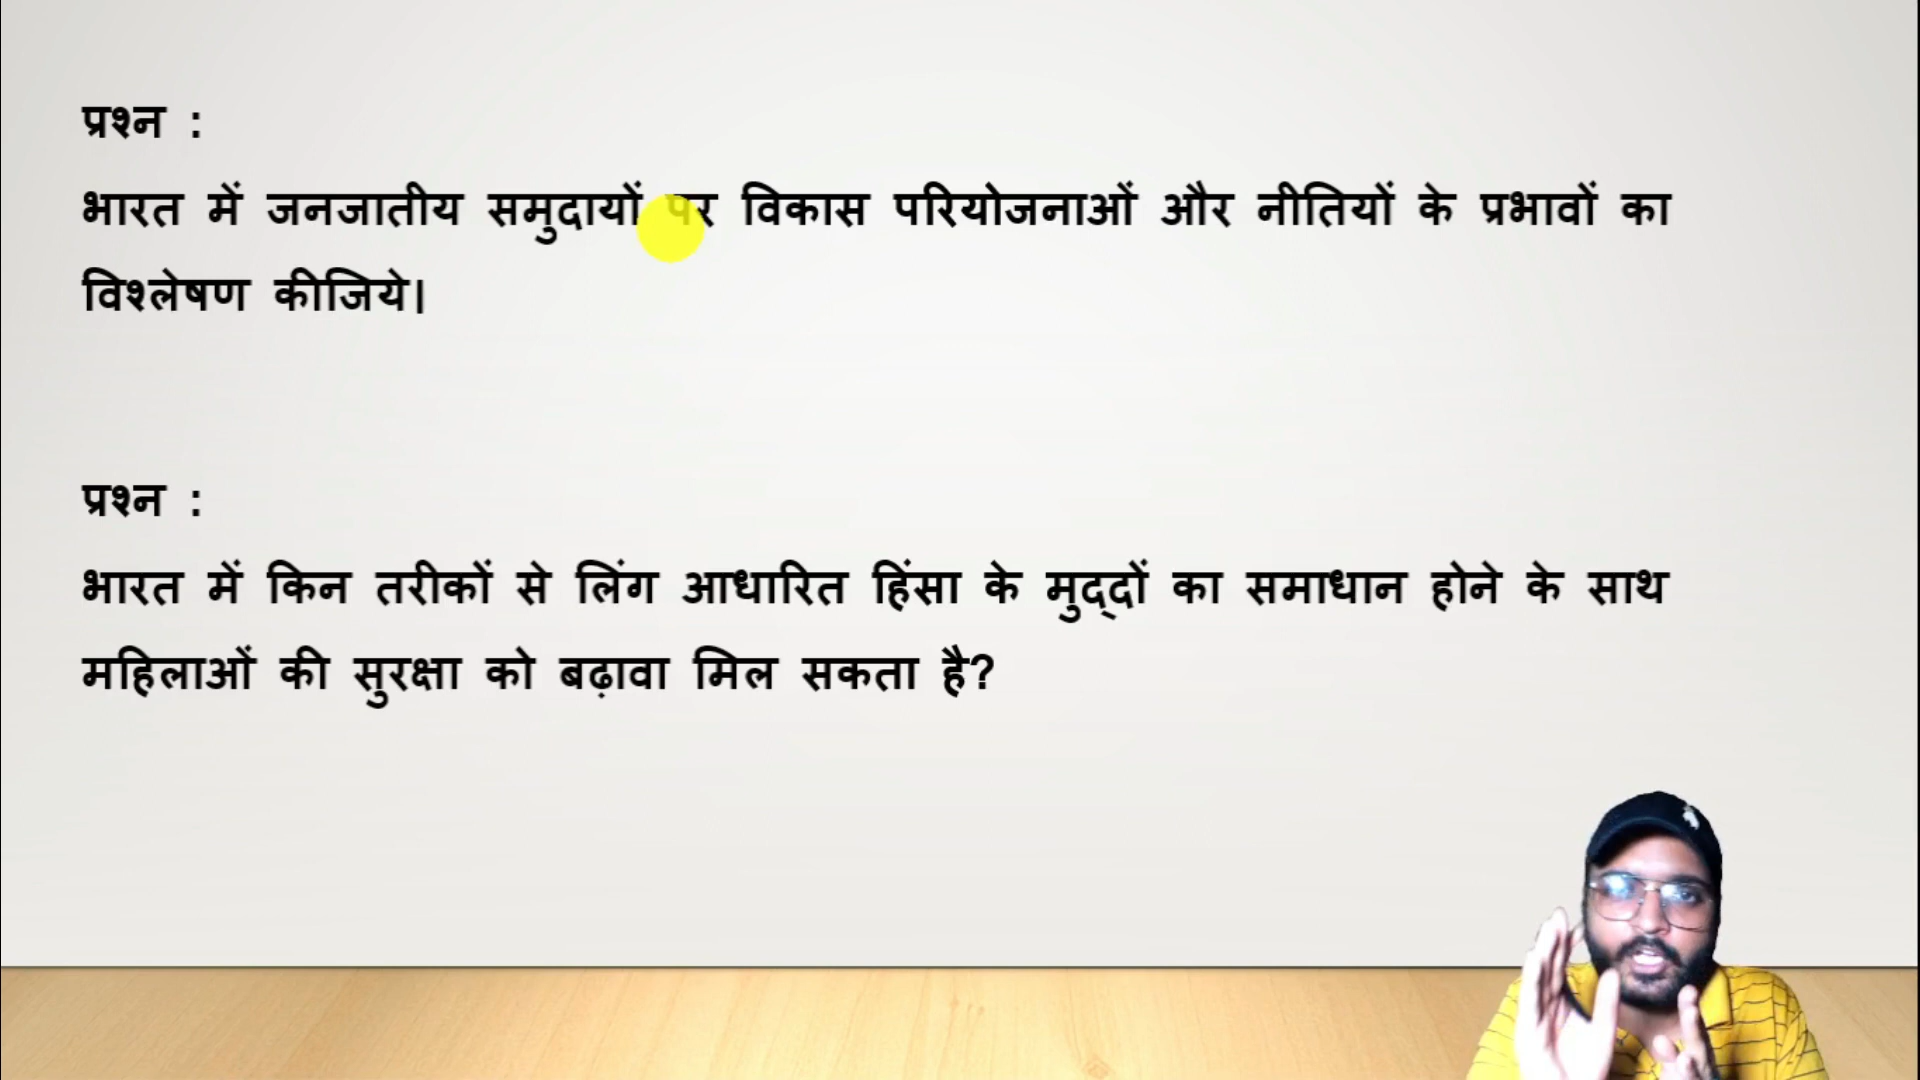 प्रश्न :
भारत में जनजातीय समुदायों पर विकास परियोजनाओं और नीतियों के प्रभावों का
विश्लेषण कीजिये।
प्रश्न :
भारत में किन तरीकों से लिंग आधारित हिंसा के मुद्दों का समाधान होने के साथ
महिलाओं की सुरक्षा को बढ़ावा मिल सकता है?